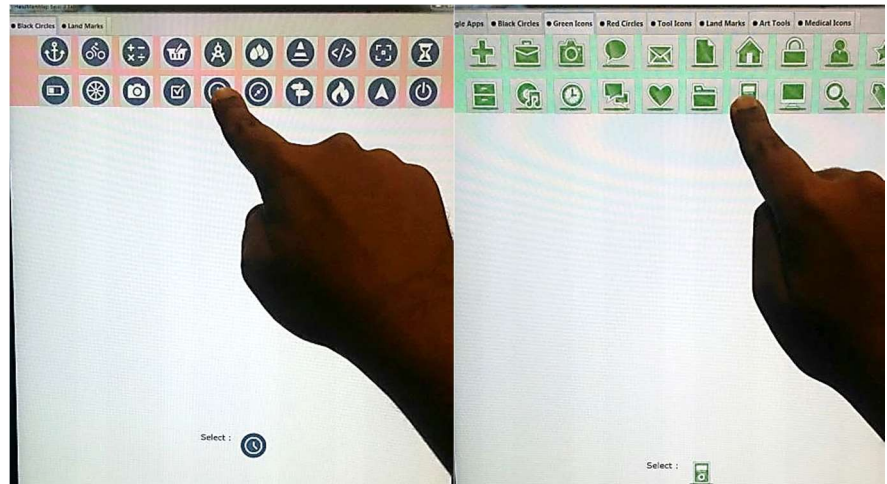 Black Circles Land Marks
Select :
gle Apps Black Circles Green Icons Red Circles Tool Icons Land Marks Art Tools Medical Icons
Select :